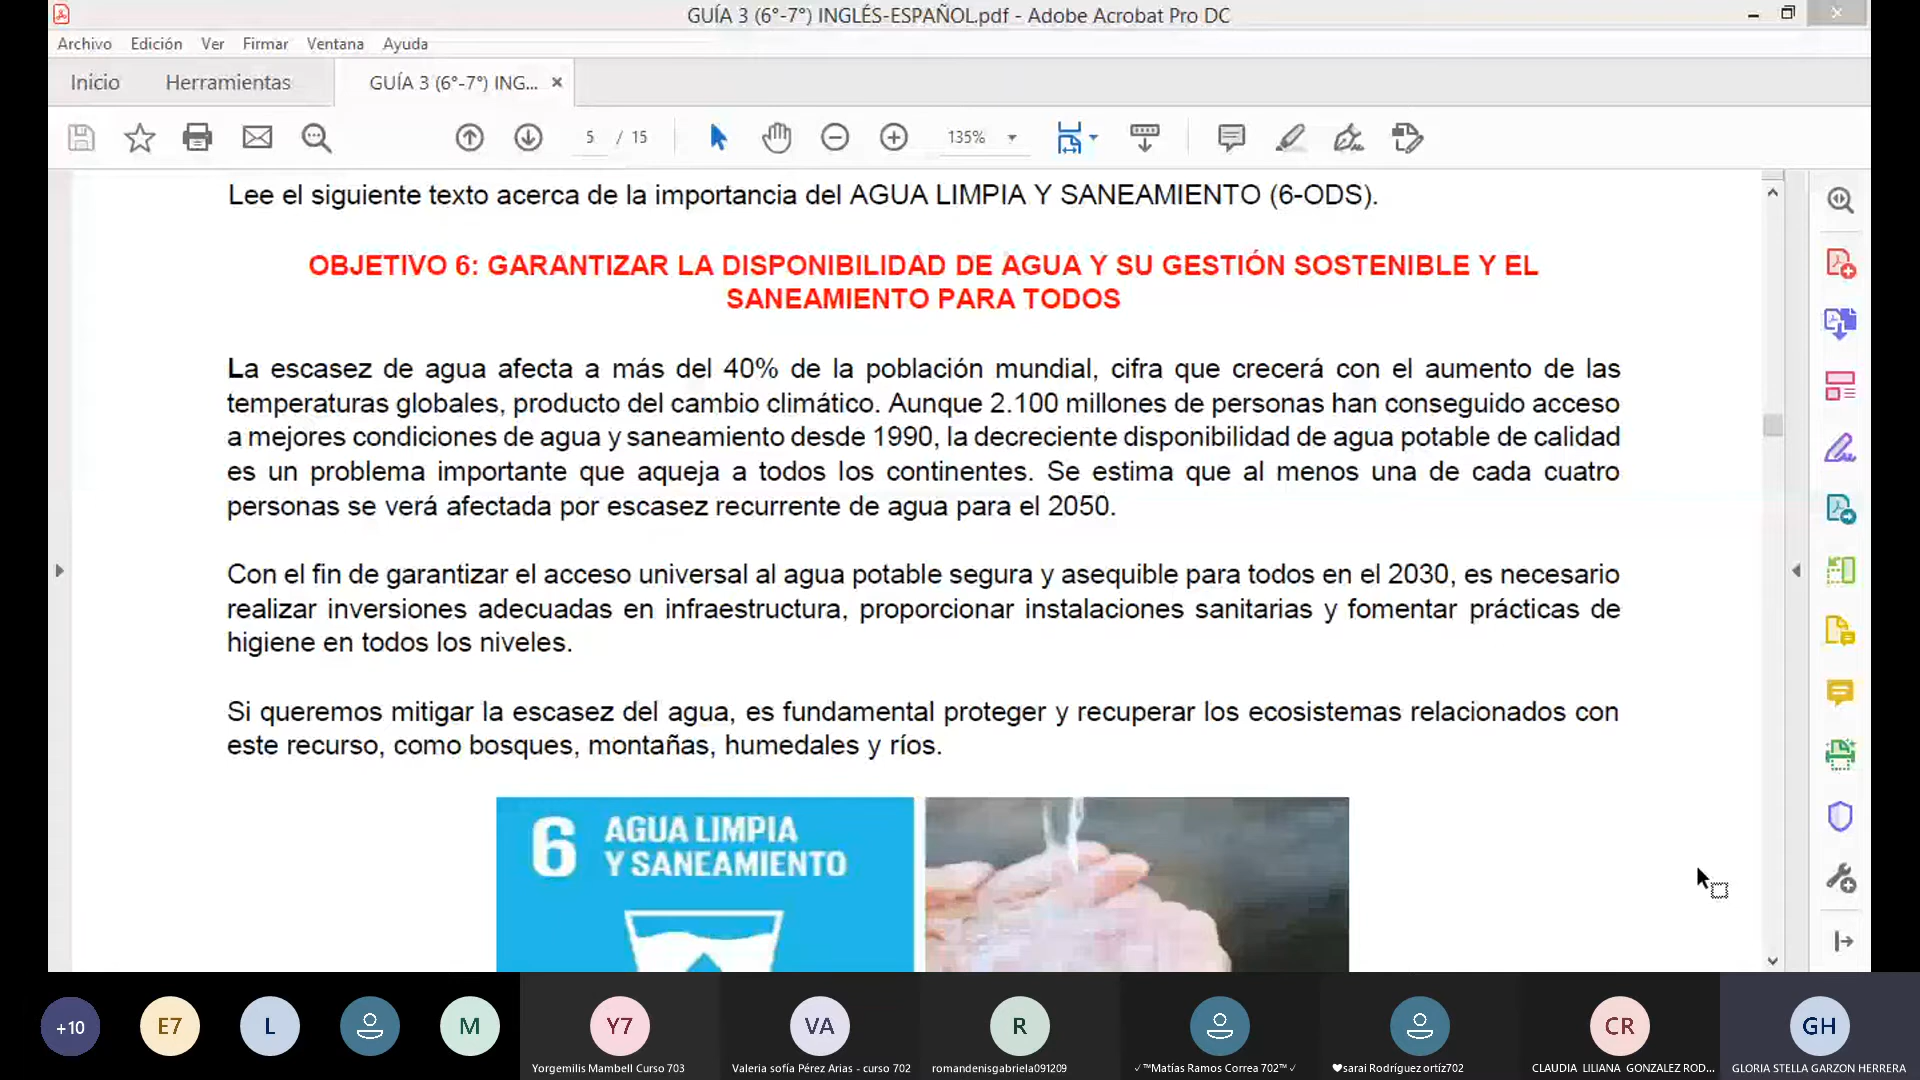 GUÍA 3 (6°-7°) INGLÉS-ESPAÑOL.pdf - Adobe Acrobat Pro DC
Archivo Edición Ver Firmar Ventana Ayuda
Inicio Herramientas GUÍA 3 (6°-7°) ING... ×
5 / 15 135%
Lee el siguiente texto acerca de la importancia del AGUA LIMPIA Y SANEAMIENTO (6-ODS).
OBJETIVO 6: GARANTIZAR LA DISPONIBILIDAD DE AGUA Y SU GESTIÓN SOSTENIBLE Y EL
SANEAMIENTO PARA TODOS
La escasez de agua afecta a más del 40% de la población mundial, cifra que crecerá con el aumento de las
temperaturas globales, producto del cambio climático. Aunque 2.100 millones de personas han conseguido acceso
a mejores condiciones de agua y saneamiento desde 1990, la decreciente disponibilidad de agua potable de calidad
es un problema importante que aqueja a todos los continentes. Se estima que al menos una de cada cuatro
personas se verá afectada por escasez recurrente de agua para el 2050.
Con el fin de garantizar el acceso universal al agua potable segura y asequible para todos en el 2030, es necesario
realizar inversiones adecuadas en infraestructura, proporcionar instalaciones sanitarias y fomentar prácticas de
higiene en todos los niveles.
Si queremos mitigar la escasez del agua, es fundamental proteger y recuperar los ecosistemas relacionados con
este recurso, como bosques, montañas, humedales y ríos.
6 AGUA LIMPIA
Y SANEAMIENTO
+10 E7 L M Y7 VA R CR GH
Yorgemilis Mambell Curso 703 Valeria sofía Pérez Arias - curso 702 romandenisgabriela091209 ✓™Matías Ramos Correa 702™✓ ♥sarai Rodríguez ortíz702 CLAUDIA LILIANA GONZALEZ ROD... GLORIA STELLA GARZON HERRERA